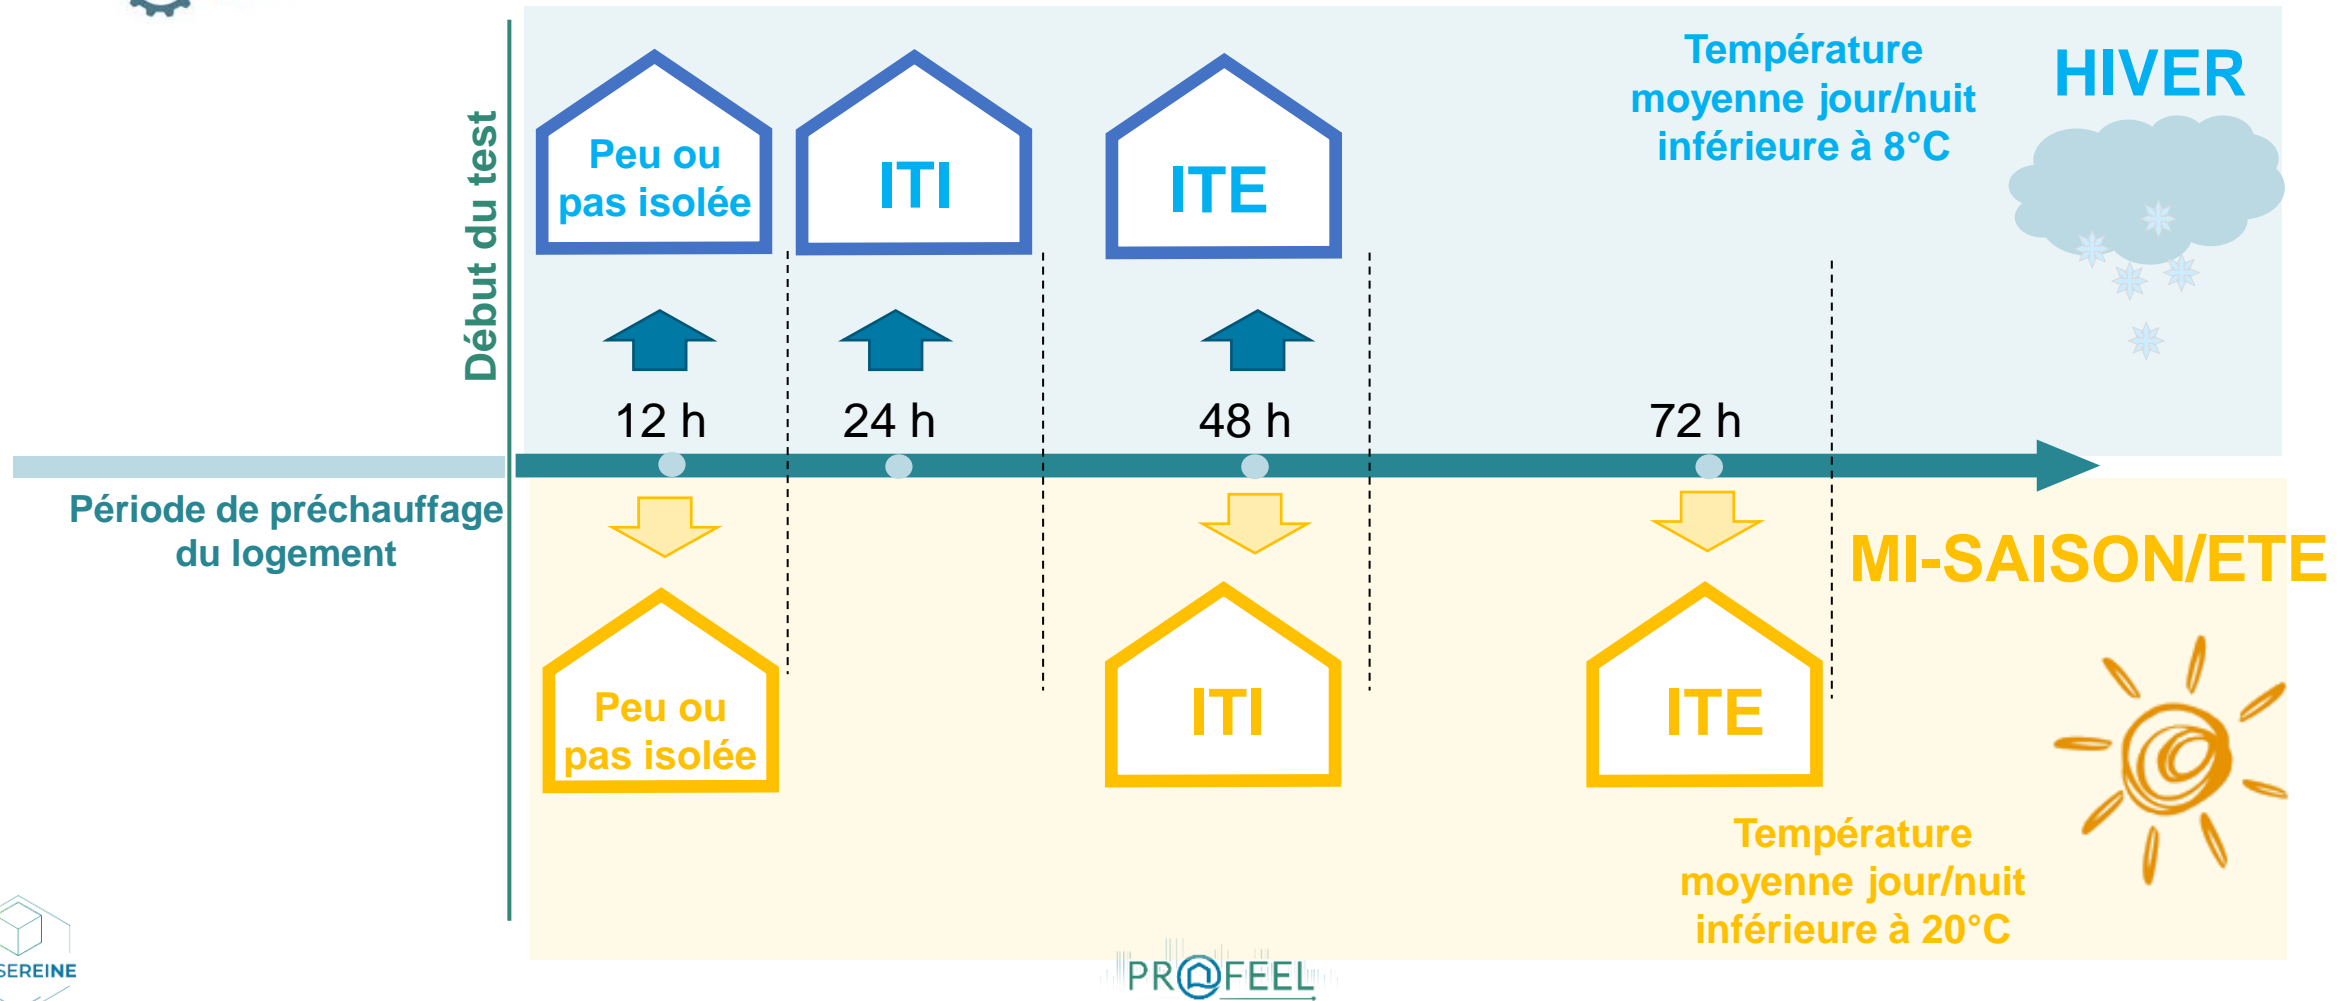 Température
moyenne jour/nuit
inférieure à 8°C
HIVER
Début du test
Peu ou
pas isolée
ITI
ITE
12 h
24 h
48 h
72 h
Période de préchauffage
du logement
MI-SAISON/ETE
Peu ou
pas isolée
ITI
ITE
Température
moyenne jour/nuit
inférieure à 20°C
SEREINE
PROFEEL